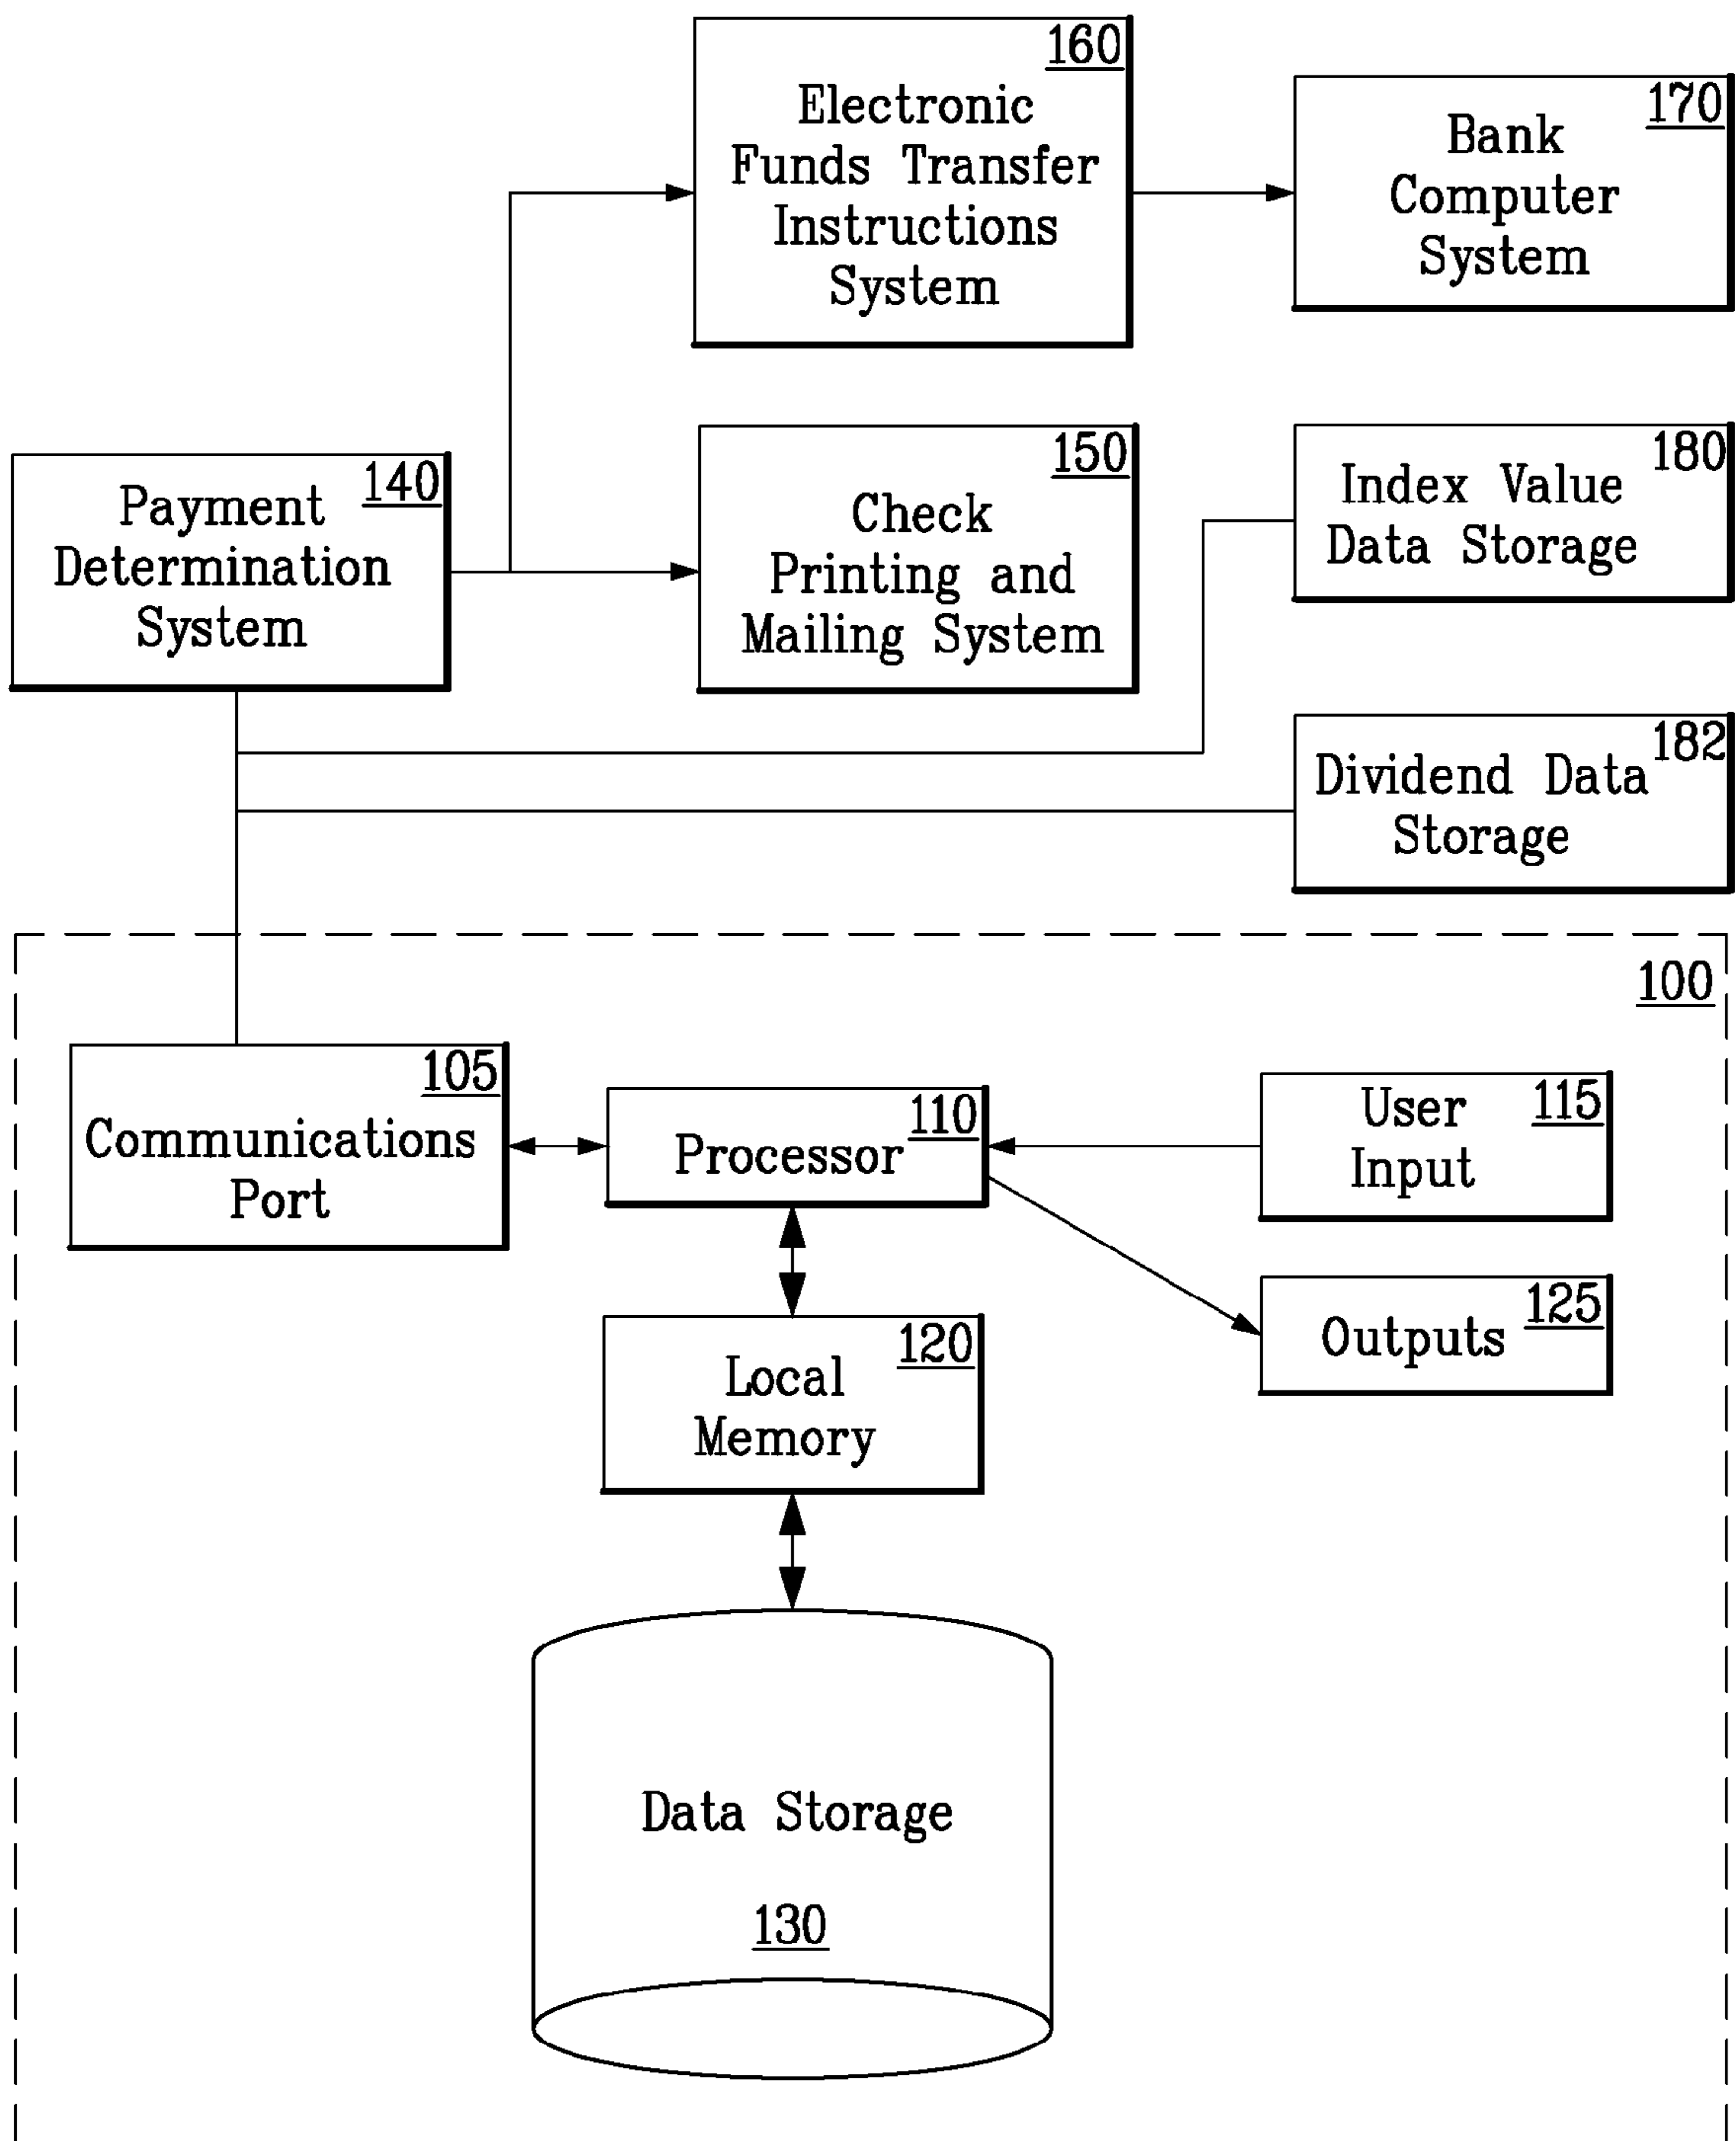 160
Electronic
Funds Transfer
Instructions
System
170
Bank
Computer
System
140
Payment
Determination
System
150
Check
Printing and
Mailing System
180
Index Value
Data Storage
182
Dividend Data
Storage
100
105
Communications
Port
110
Processor
115
User
Input
120
Local
Memory
125
Outputs
Data Storage
130